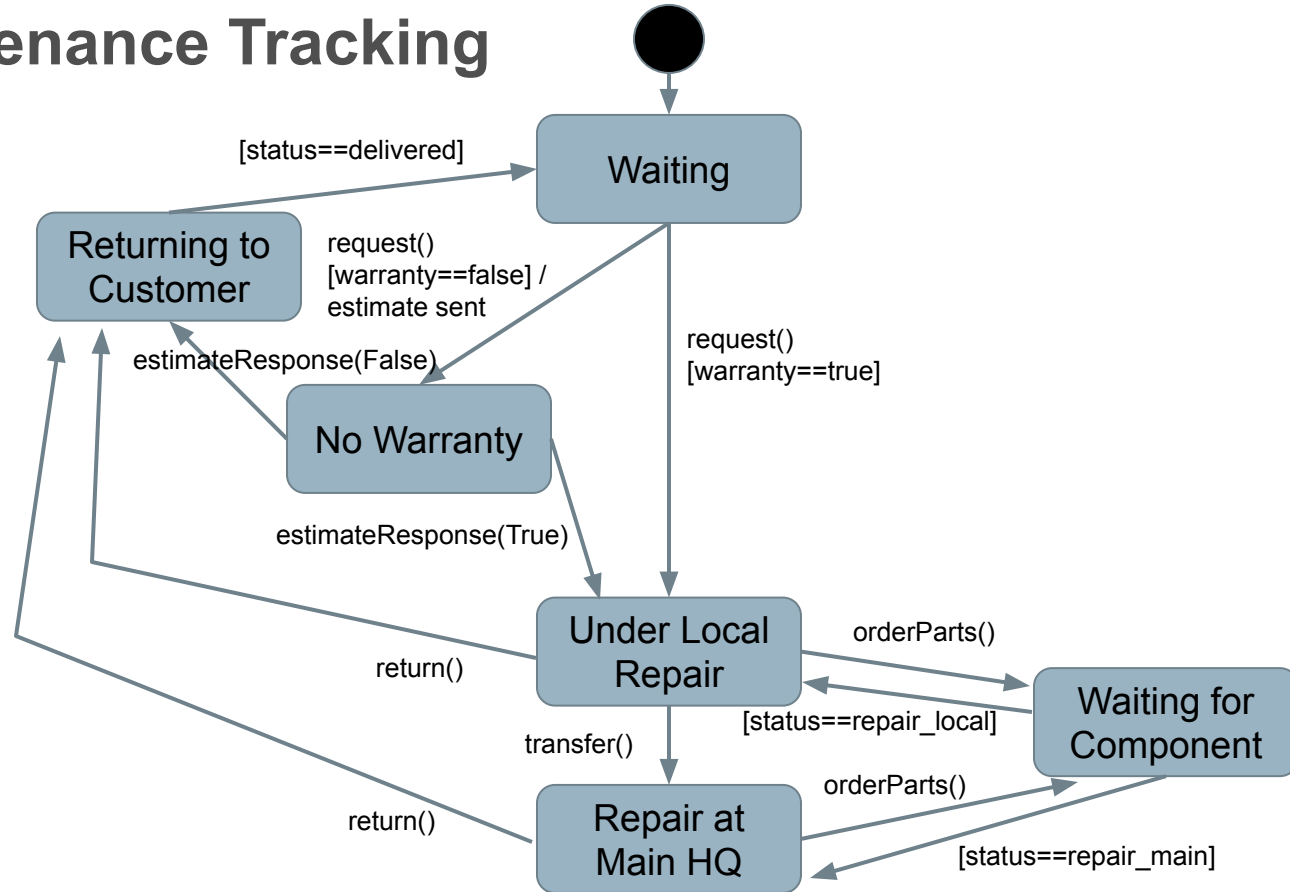 enance Tracking
[status==delivered]
Waiting
Returning to
Customer
request()
[warranty==false] /
estimate sent
request()
[warranty==true]
estimateResponse(False)
No Warranty
estimateResponse(True)
Under Local
Repair
orderParts()
return()
Waiting for
Component
[status==repair_local]
transfer()
orderParts()
Repair at
Main HQ
return()
[status==repair_main]